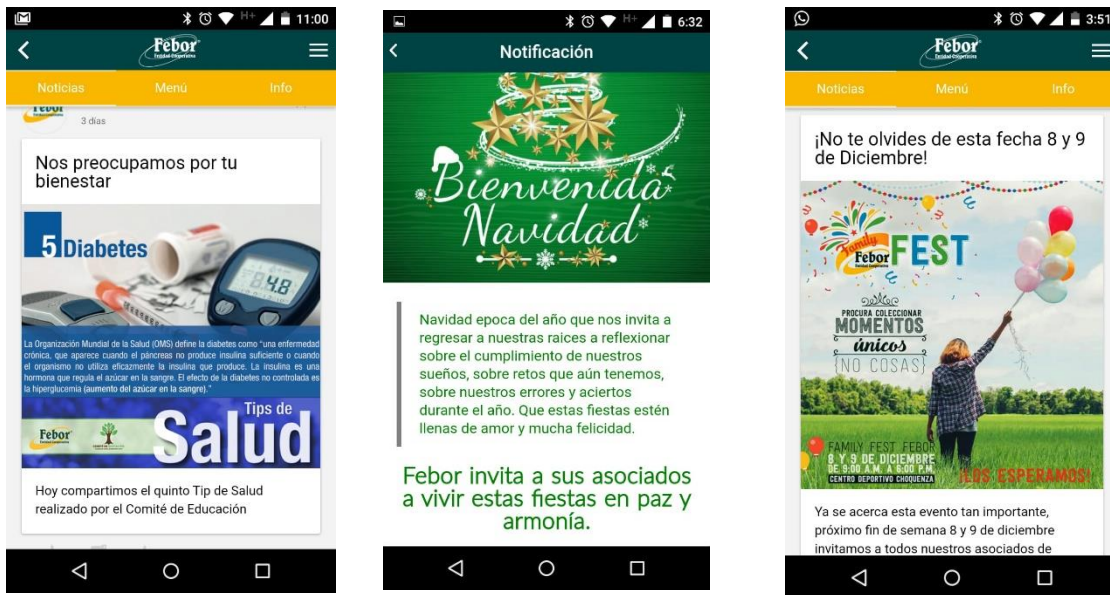 H+ 11:00
Febor
Entidad Cooperativa
Noticias Menú Info
Febor
3 días
Nos preocupamos por tu
bienestar
5 Diabetes
4.8
La Organización Mundial de la Salud (OMS) define la diabetes como “una enfermedad
crónica, que aparece cuando el páncreas no produce insulina suficiente o cuando
el organismo no utiliza eficazmente la insulina que produce. La insulina es una
hormona que regula el azúcar en la sangre. El efecto de la diabetes no controlada es
la hiperglucemia (aumento del azúcar en la sangre).”
Tips de
Salud
Febor
Hoy compartimos el quinto Tip de Salud
realizado por el Comité de Educación
H+ 6:32
Notificación
Bienvenida
Navidad
Navidad epoca del año que nos invita a
regresar a nuestras raices a reflexionar
sobre el cumplimiento de nuestros
sueños, sobre retos que aún tenemos,
sobre nuestros errores y aciertos
durante el año. Que estas fiestas estén
llenas de amor y mucha felicidad.
Febor invita a sus asociados
a vivir estas fiestas en paz y
armonía.
3:51
Febor
Entidad Cooperativa
Noticias Menú Info
¡No te olvides de esta fecha 8 y 9
de Diciembre!
Family
Febor
Entidad Cooperativa
FEST
PROCURA COLECCIONAR
MOMENTOS
únicos
{NO COSAS}
FAMILY FEST FEBOR
8 Y 9 DE DICIEMBRE
DE 9:00 A.M. A 6:00 P.M.
CENTRO DEPORTIVO CHOQUENZA
¡LOS ESPERAMOS!
Ya se acerca esta evento tan importante,
próximo fin de semana 8 y 9 de diciembre
invitamos a todos nuestros asociados de